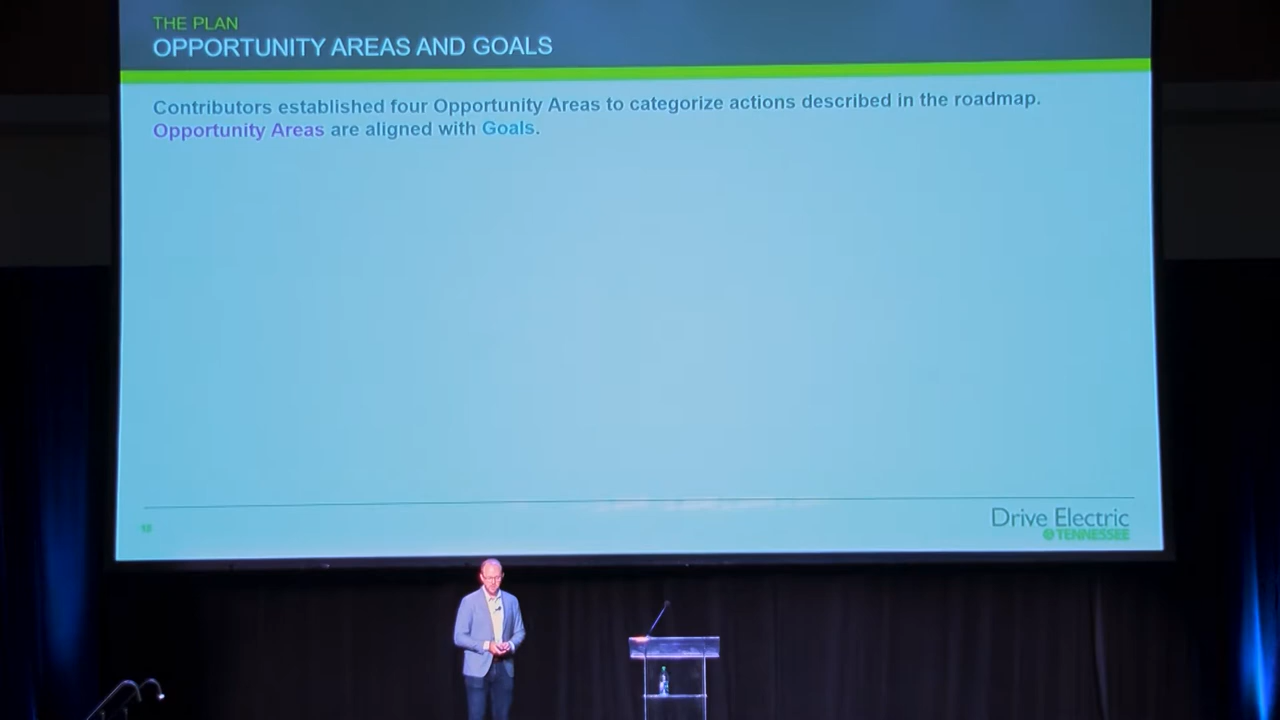 THE PLAN
OPPORTUNITY AREAS AND GOALS
Contributors established four Opportunity Areas to categorize actions described in the roadmap.
Opportunity Areas are aligned with Goals.
Drive Electric
TENNESSEE